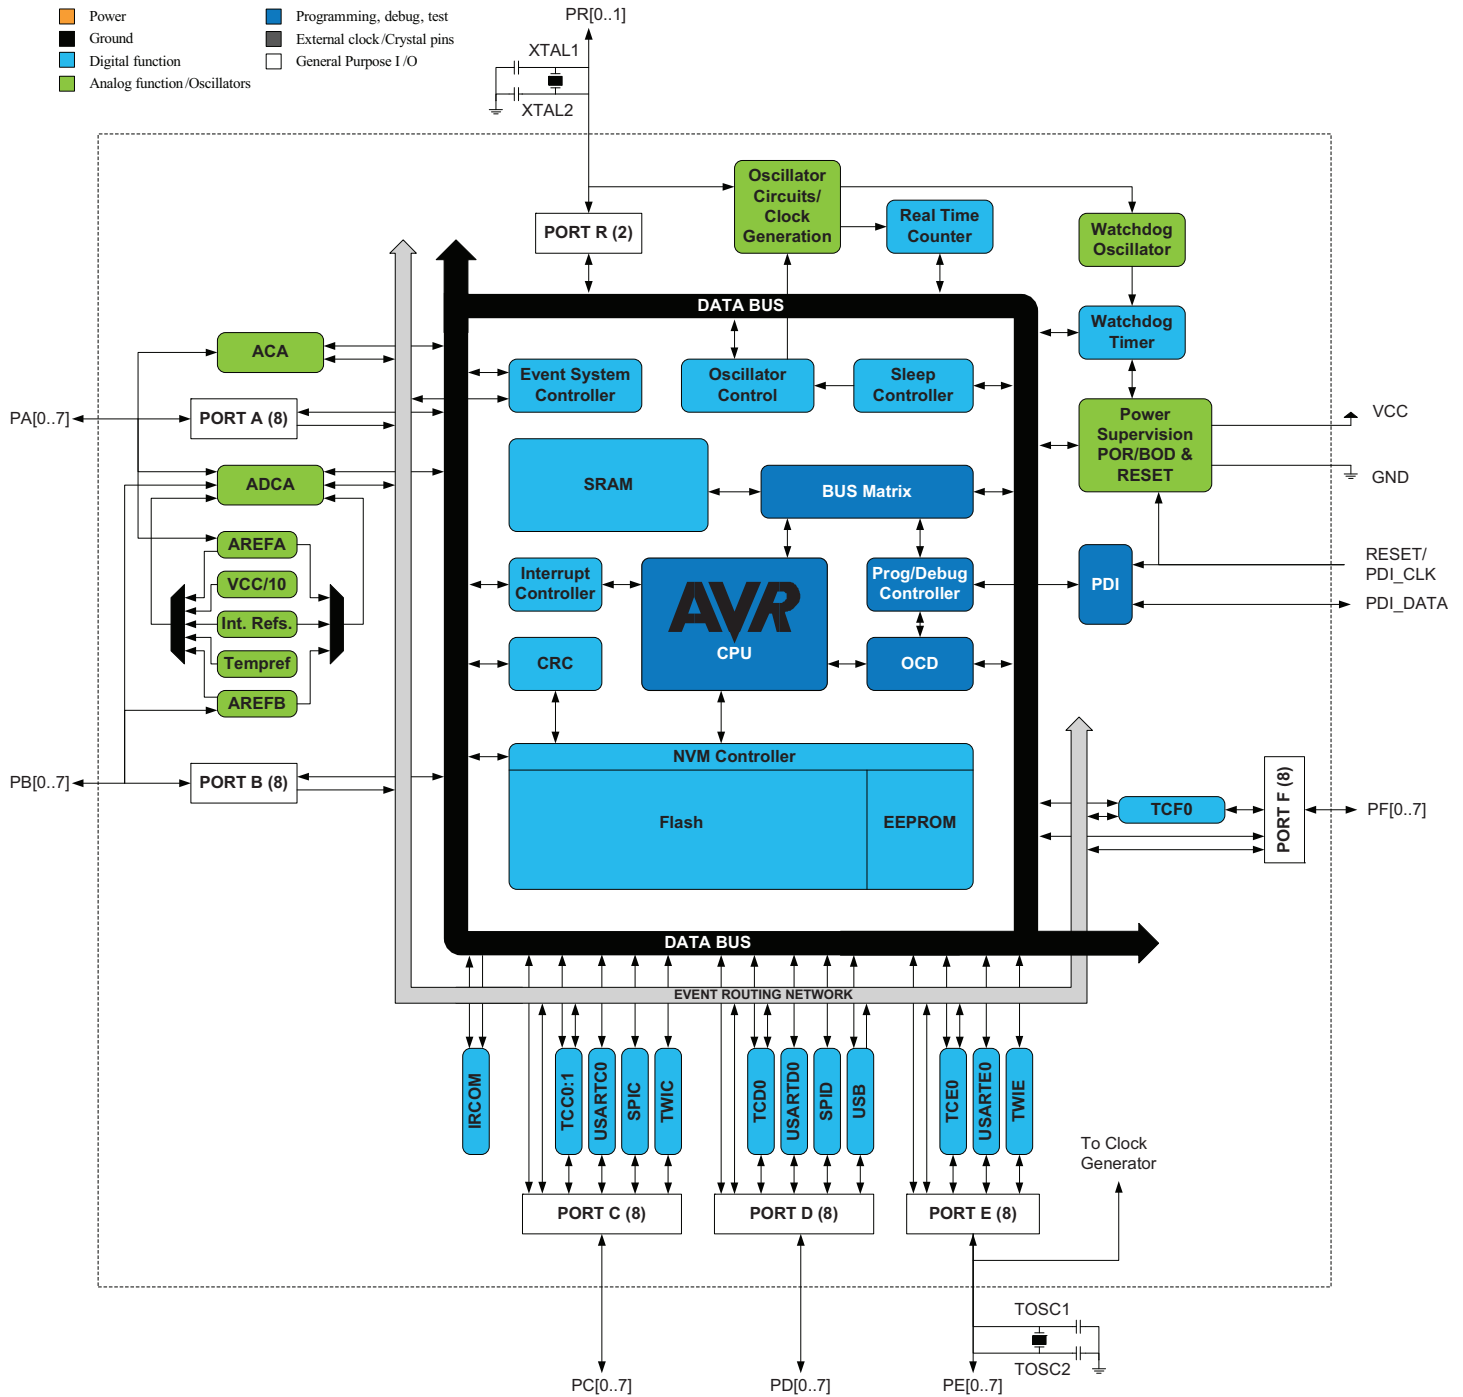 Power
Ground
Digital function
Analog function/Oscillators
Programming, debug, test
External clock/Crystal pins
General Purpose I/O
PR[0..1]
XTAL1
XTAL2
Oscillator
Circuits/
Clock
Generation
Real Time
Counter
Watchdog
Oscillator
PORT R (2)
DATA BUS
Watchdog
Timer
ACA
Event System
Controller
Oscillator
Control
Sleep
Controller
PA[0..7]
PORT A (8)
Power
Supervision
POR/BOD &
RESET
VCC
GND
ADCA
SRAM
BUS Matrix
AREFA
VCC/10
Int. Refs.
Tempref
AREFB
Interrupt
Controller
AVR
CPU
Prog/Debug
Controller
PDI
RESET/
PDI_CLK
PDI_DATA
CRC
OCD
PB[0..7]
PORT B (8)
NVM Controller
Flash
EEPROM
TCF0
PORT F (8)
PF[0..7]
DATA BUS
EVENT ROUTING NETWORK
IRCOM
TCC0:1
USARTC0
SPIC
TWIC
TCD0
USARTD0
SPID
USB
TCE0
USARTE0
TWIE
To Clock
Generator
PORT C (8)
PORT D (8)
PORT E (8)
TOSC1
TOSC2
PC[0..7]
PD[0..7]
PE[0..7]